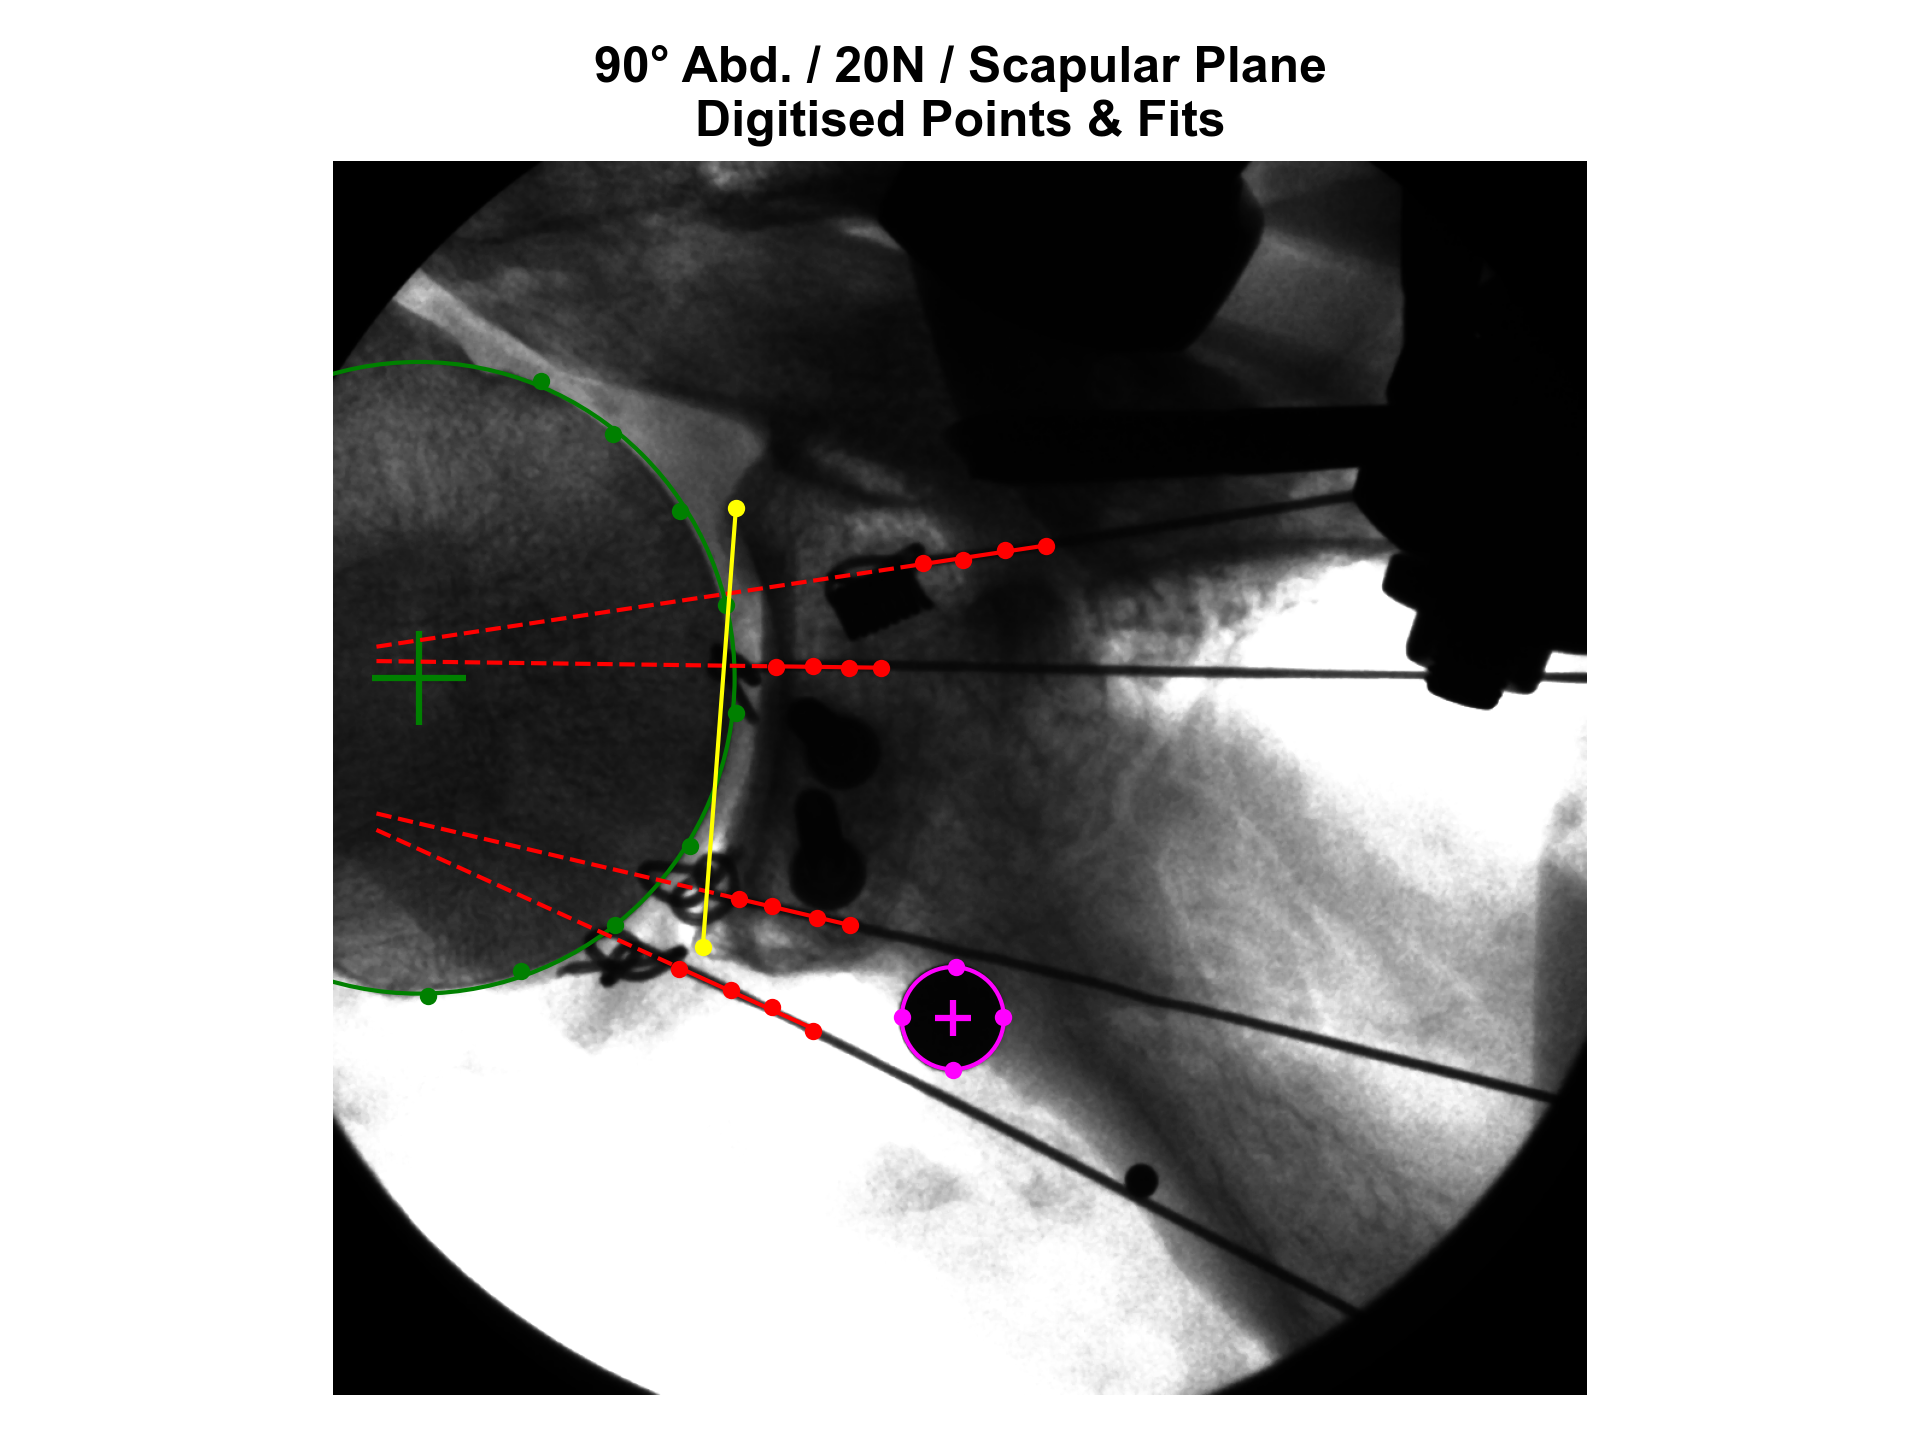 90° Abd. / 20N / Scapular Plane
Digitised Points & Fits